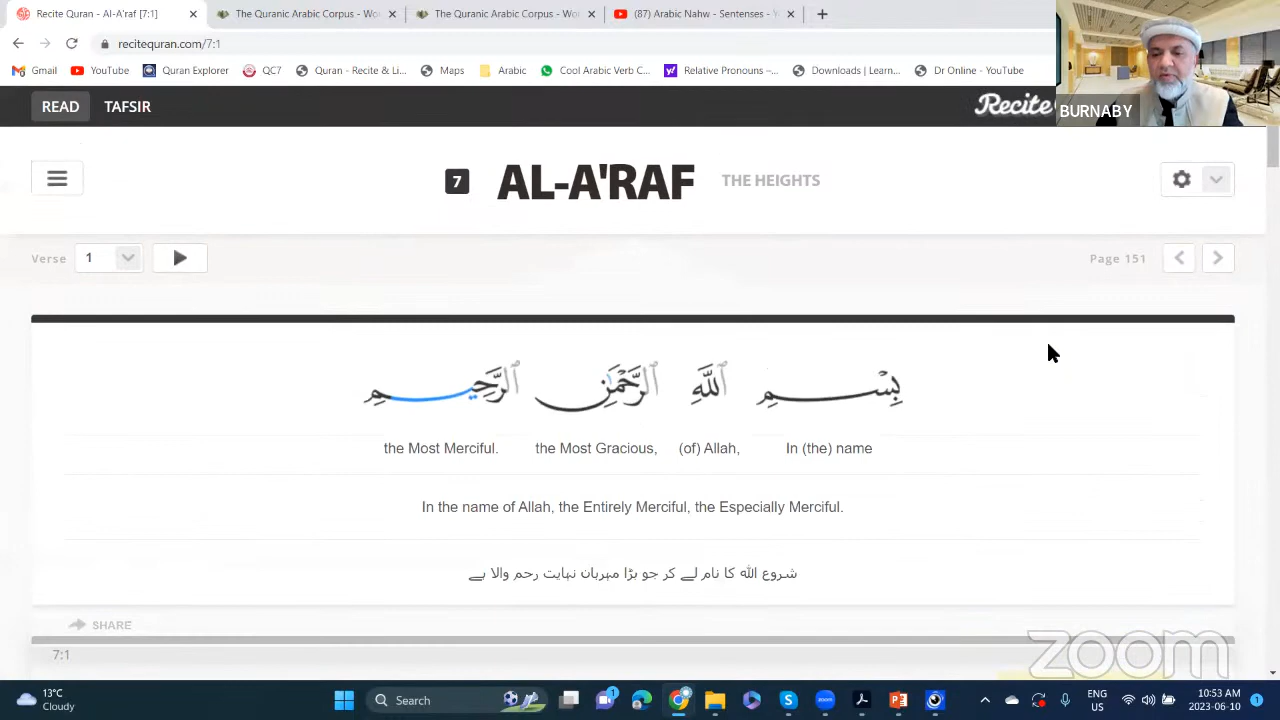 Recite Quran - Al-A'raf [7:1]
The Quranic Arabic Corpus - Wo
The Quranic Arabic Corpus - Wo
(87) Arabic Nahw - Sentences -
recitequran.com/7:1
Gmail YouTube Quran Explorer QC7 Quran - Recite & Li... Maps Arabic Cool Arabic Verb C... Relative Pronouns –... Downloads | Learn... Dr Online - YouTube
READ TAFSIR Recite BURNABY
7 AL-A'RAF THE HEIGHTS
Verse 1 Page 151
بِسْمِ ٱللَّهِ ٱلرَّحْمَٰنِ ٱلرَّحِيمِ
the Most Merciful. the Most Gracious, (of) Allah, In (the) name
In the name of Allah, the Entirely Merciful, the Especially Merciful.
شروع الله کا نام لے کر جو بڑا مہربان نہایت رحم والا ہے
SHARE
7:1
zoom
13°C
Cloudy
Search
1
ENG
US
10:53 AM
2023-06-10
1